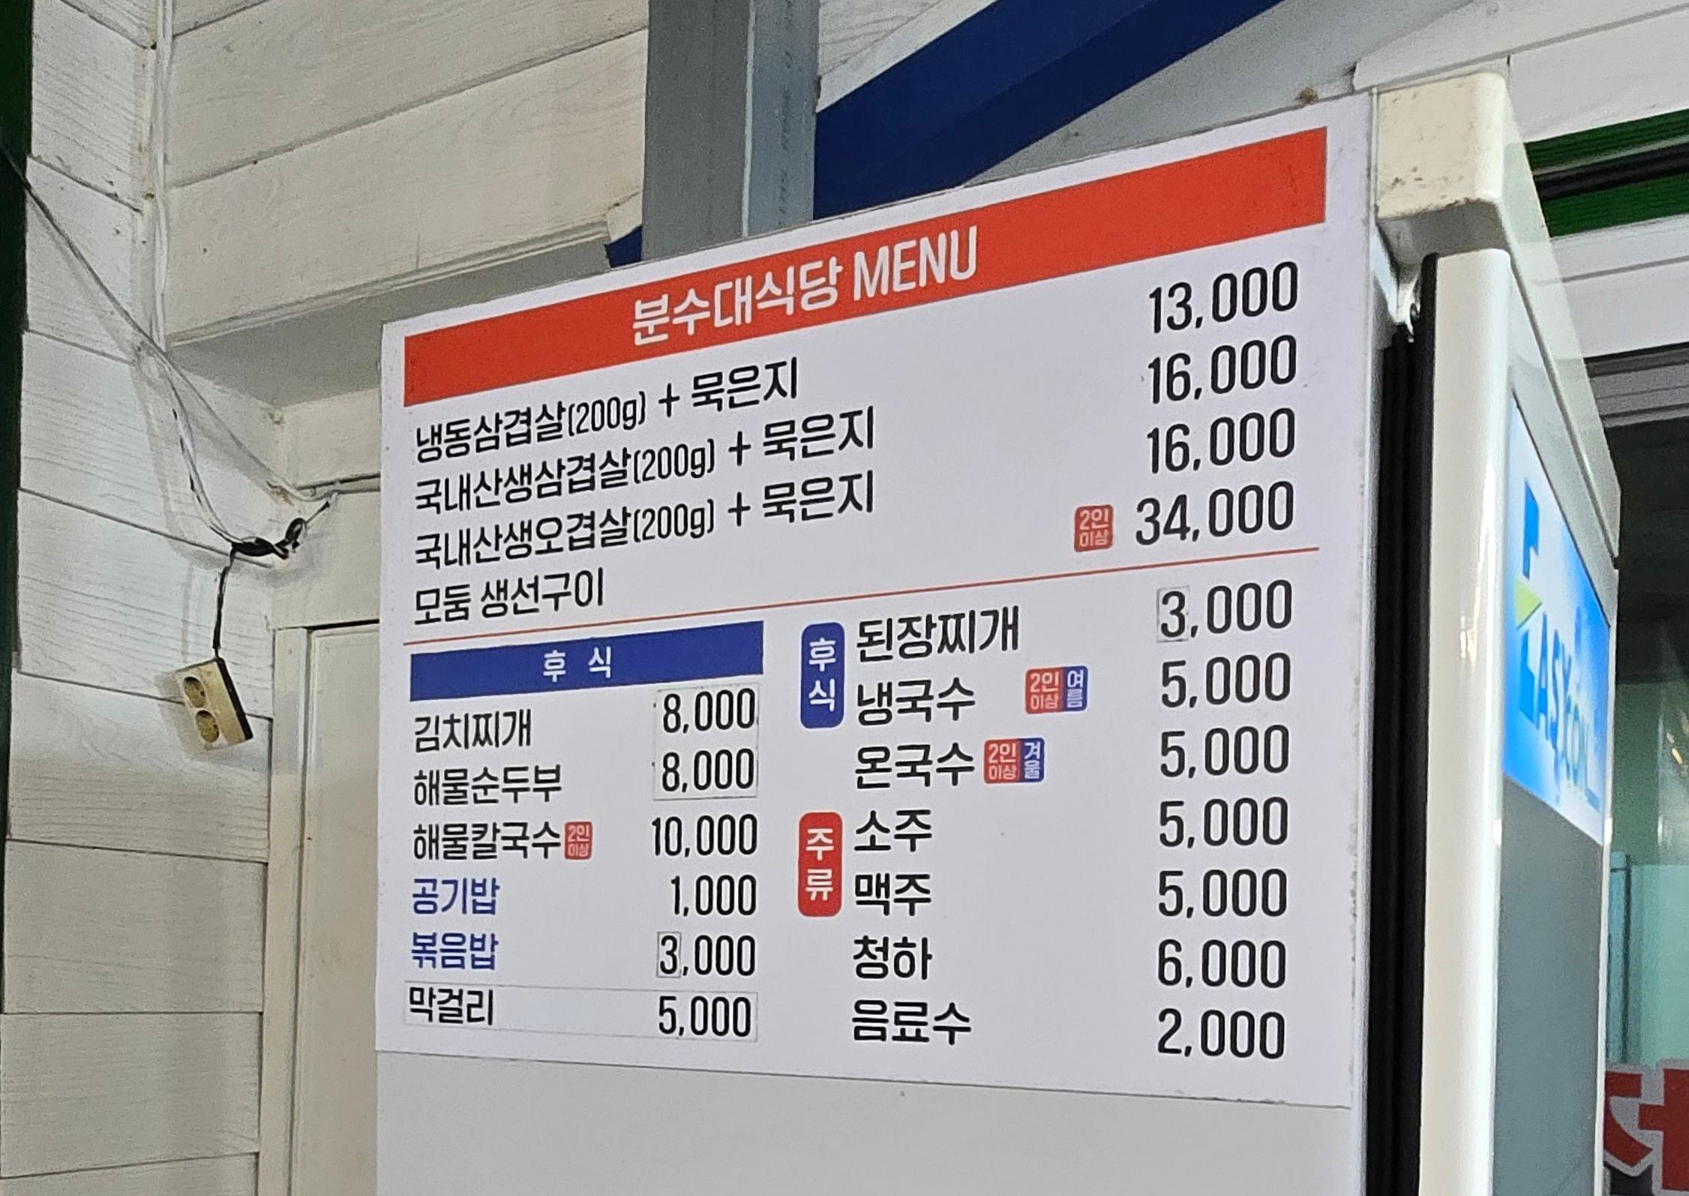 분수대식당 MENU
냉동삼겹살(200g) + 묵은지 13,000
국내산생삼겹살(200g) + 묵은지 16,000
국내산생오겹살(200g) + 묵은지 16,000
모둠 생선구이 2인 이상 34,000
후 식
김치찌개 8,000
해물순두부 8,000
해물칼국수 2인 이상 10,000
공기밥 1,000
볶음밥 3,000
막걸리 5,000
후식 된장찌개 3,000
냉국수 2인 이상 여름 5,000
온국수 2인 이상 겨울 5,000
주류 소주 5,000
맥주 5,000
청하 6,000
음료수 2,000